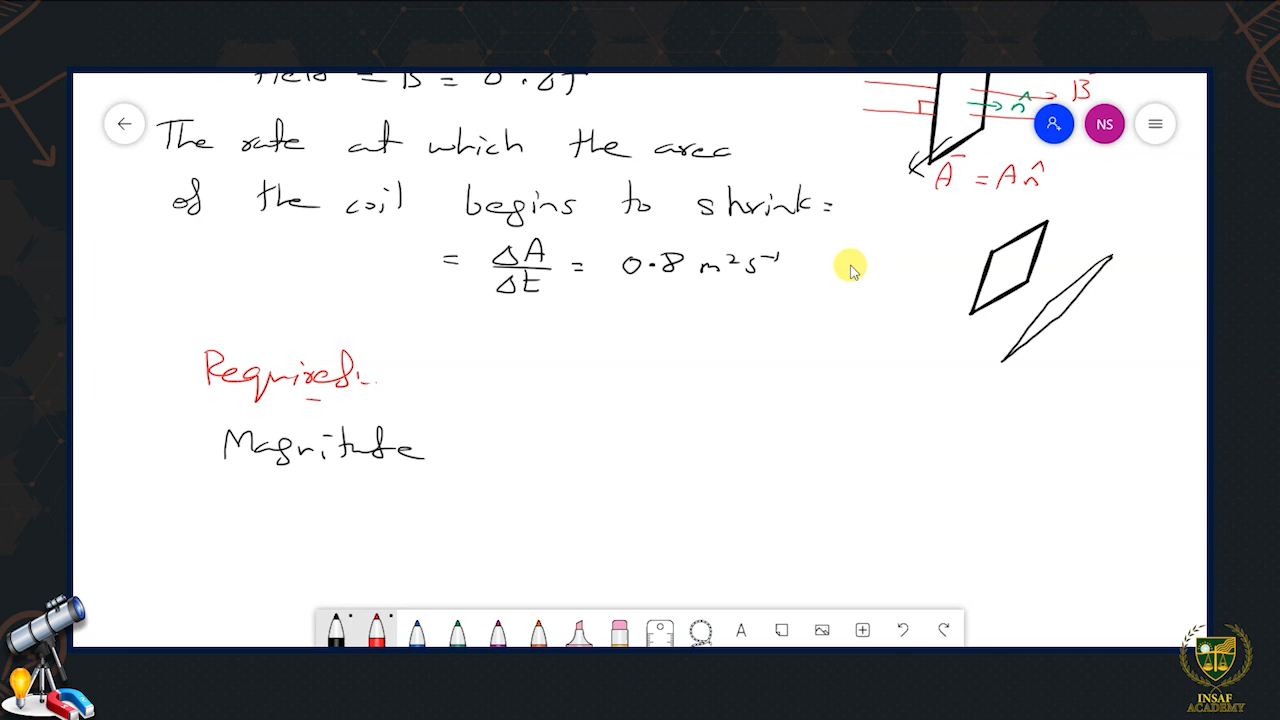 = B = 0.
B
n̂
NS
The rate at which the area
A̅ = An̂
of the coil begins to shrink =
= ΔA/Δt = 0.8 m²s⁻¹
Required:
Magnitude
A
INSAF
ACADEMY